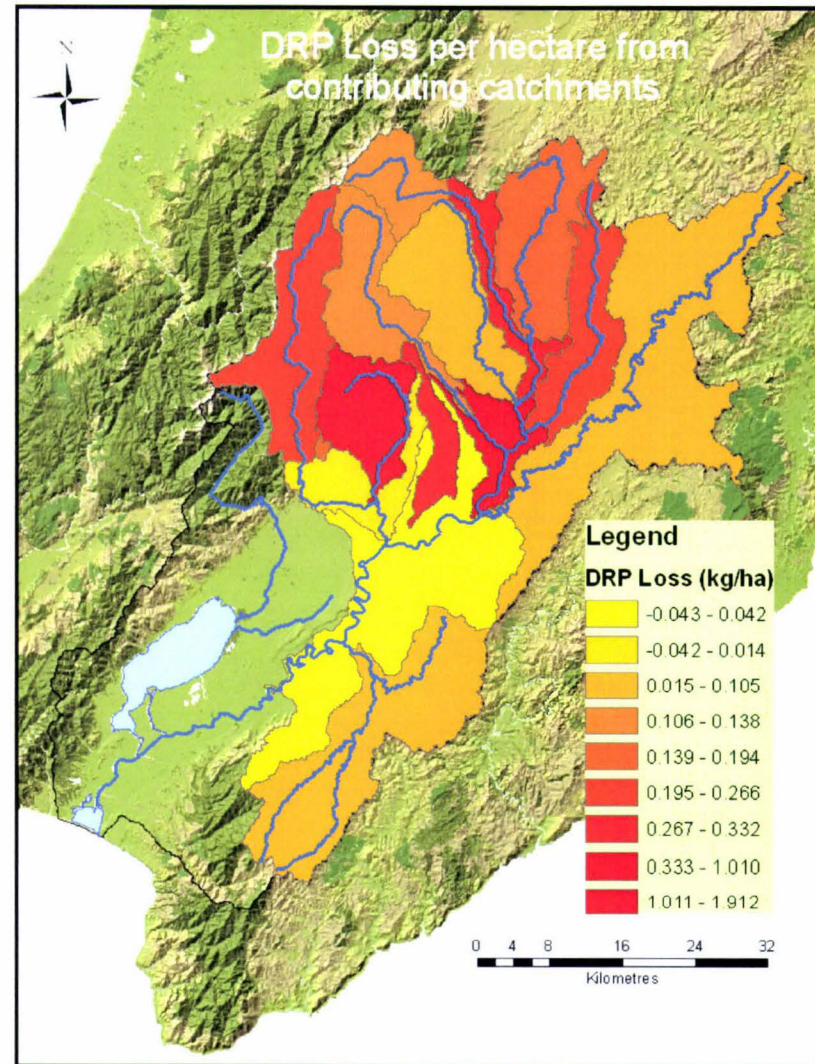 N
DRP Loss per hectare from
contributing catchments
Legend
DRP Loss (kg/ha)
-0.043 - 0.042
-0.042 - 0.014
0.015 - 0.105
0.106 - 0.138
0.139 - 0.194
0.195 - 0.266
0.267 - 0.332
0.333 - 1.010
1.011 - 1.912
0 4 8 16 24 32
Kilometres